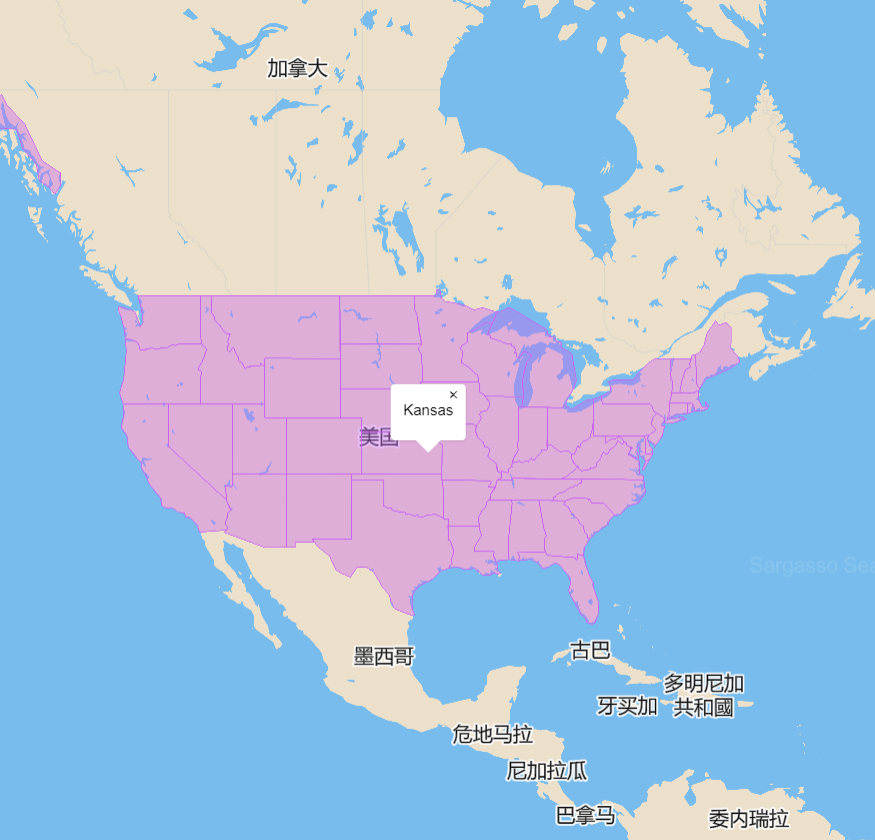 加拿大
×
Kansas
美国
Sargasso Sea
墨西哥
古巴
多明尼加
共和國
牙买加
危地马拉
尼加拉瓜
巴拿马
委内瑞拉